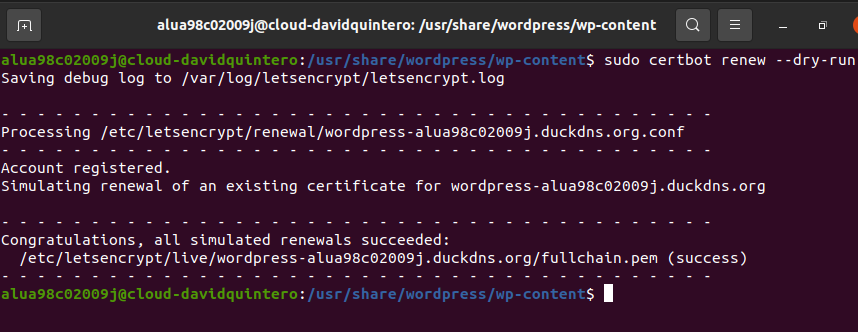 alua98c02009j@cloud-davidquintero: /usr/share/wordpress/wp-content
alua98c02009j@cloud-davidquintero:/usr/share/wordpress/wp-content$ sudo certbot renew --dry-run
Saving debug log to /var/log/letsencrypt/letsencrypt.log
- - - - - - - - - - - - - - - - - - - - - - - - - - - - - - - - - - - - - - - -
Processing /etc/letsencrypt/renewal/wordpress-alua98c02009j.duckdns.org.conf
- - - - - - - - - - - - - - - - - - - - - - - - - - - - - - - - - - - - - - - -
Account registered.
Simulating renewal of an existing certificate for wordpress-alua98c02009j.duckdns.org
- - - - - - - - - - - - - - - - - - - - - - - - - - - - - - - - - - - - - - - -
Congratulations, all simulated renewals succeeded:
  /etc/letsencrypt/live/wordpress-alua98c02009j.duckdns.org/fullchain.pem (success)
- - - - - - - - - - - - - - - - - - - - - - - - - - - - - - - - - - - - - - - -
alua98c02009j@cloud-davidquintero:/usr/share/wordpress/wp-content$